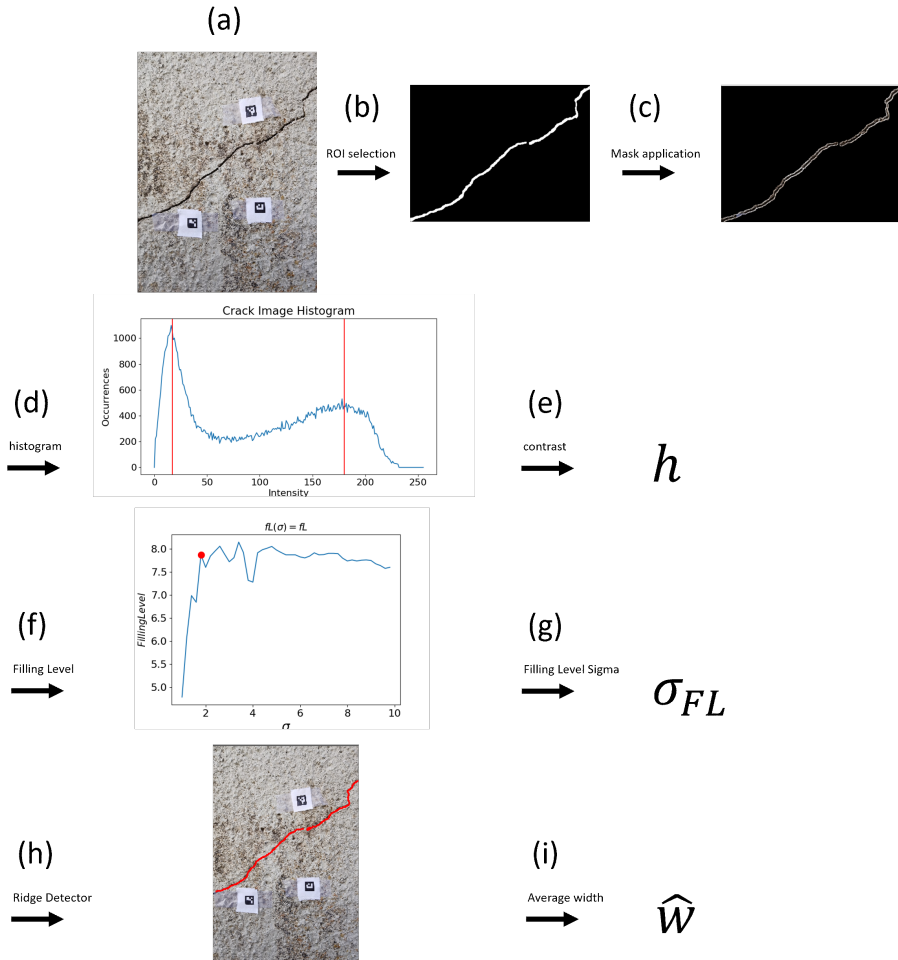 (a)
(b)
ROI selection
(c)
Mask application
(d)
histogram
Crack Image Histogram
Occurrences
1000
800
600
400
200
0
0 50 100 150 200 250
Intensity
(e)
contrast
h
(f)
Filling Level
fL(σ) = fL
FillingLevel
8.0
7.5
7.0
6.5
6.0
5.5
5.0
2 4 6 8 10
σ
(g)
Filling Level Sigma
σ_FL
(h)
Ridge Detector
(i)
Average width
ŵ